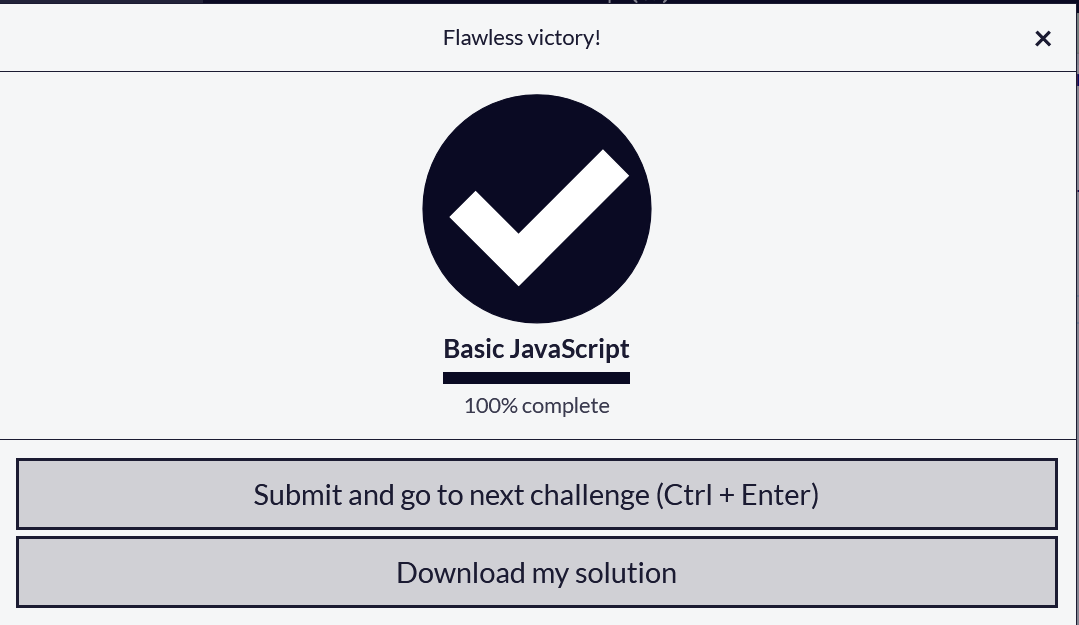 Flawless victory!
×
Basic JavaScript
100% complete
Submit and go to next challenge (Ctrl + Enter)
Download my solution